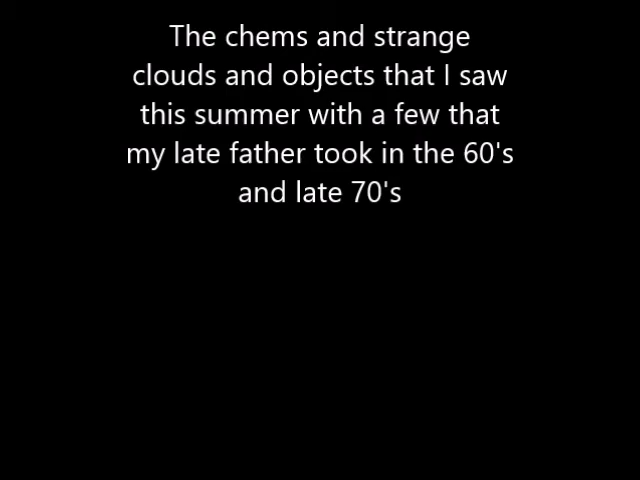 The chems and strange
clouds and objects that I saw
this summer with a few that
my late father took in the 60's
and late 70's